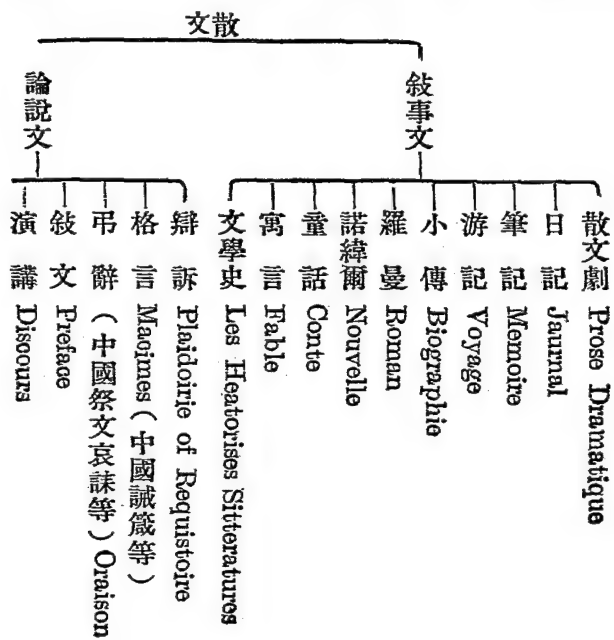 散文
敍事文
散文劇 Prose Dramatique
日記 Jaurnal
筆記 Memoire
游記 Voyage
小傳 Biographie
羅曼 Roman
諾緯爾 Nouvelle
童話 Conte
寓言 Fable
文學史 Les Heatorises Sitteratures
論說文
辯訴 Plaidoirie of Requistoire
格言 Maoimes (中國誡箴等)
弔辭 (中國祭文哀誄等) Oraison
敍文 Preface
演講 Discours